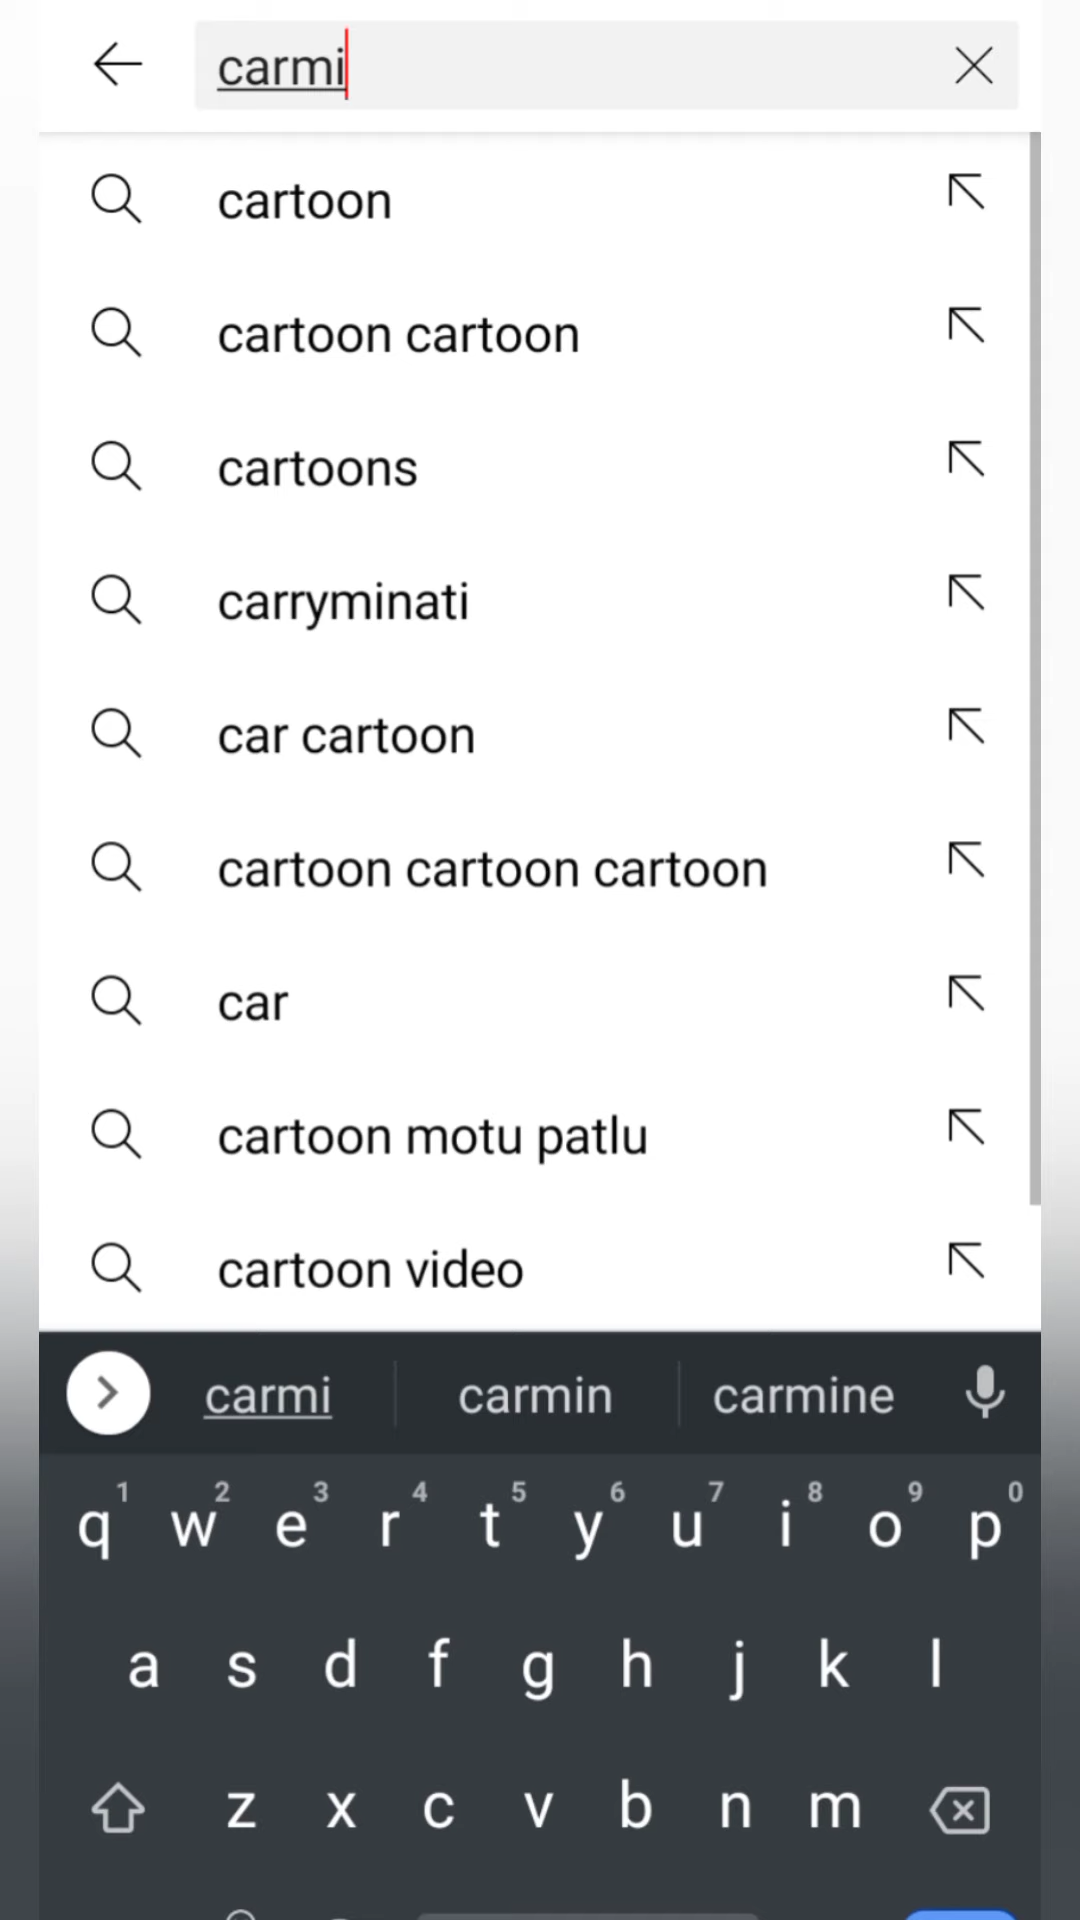 carmi
cartoon
cartoon cartoon
cartoons
carryminati
car cartoon
cartoon cartoon cartoon
car
cartoon motu patlu
cartoon video
carmi carmin carmine
1 2 3 4 5 6 7 8 9 0
q w e r t y u i o p
a s d f g h j k l
z x c v b n m